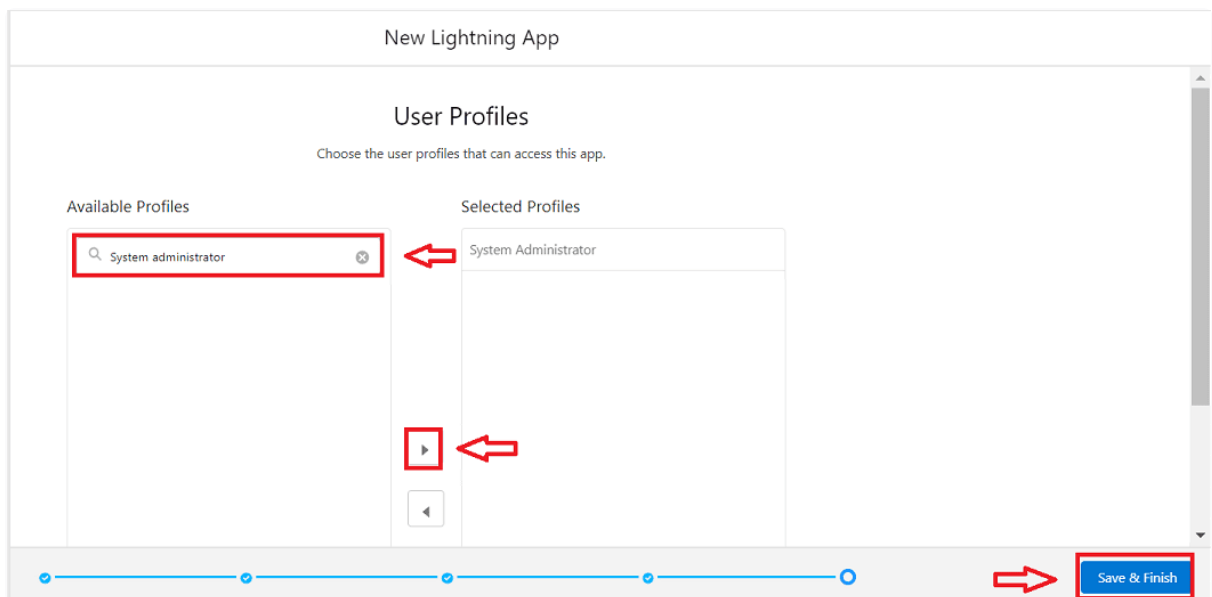 New Lightning App
User Profiles
Choose the user profiles that can access this app.
Available Profiles
Selected Profiles
System administrator
System Administrator
Save & Finish